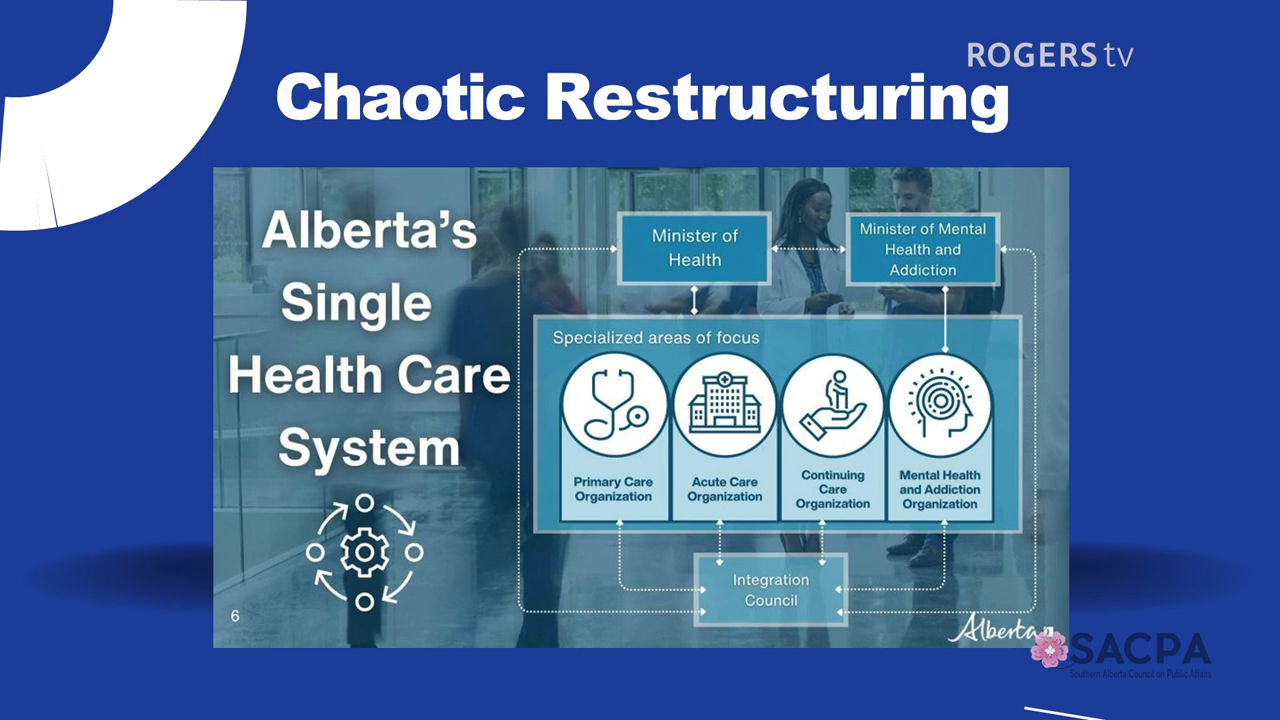 ROGERS tv
Chaotic Restructuring
Alberta's
Single
Health Care
System
Minister of
Health
Minister of Mental
Health and
Addiction
Specialized areas of focus
Primary Care
Organization
Acute Care
Organization
Continuing
Care
Organization
Mental Health
and Addiction
Organization
Integration
Council
6
Alberta
SACPA
Southern Alberta Council on Public Affairs